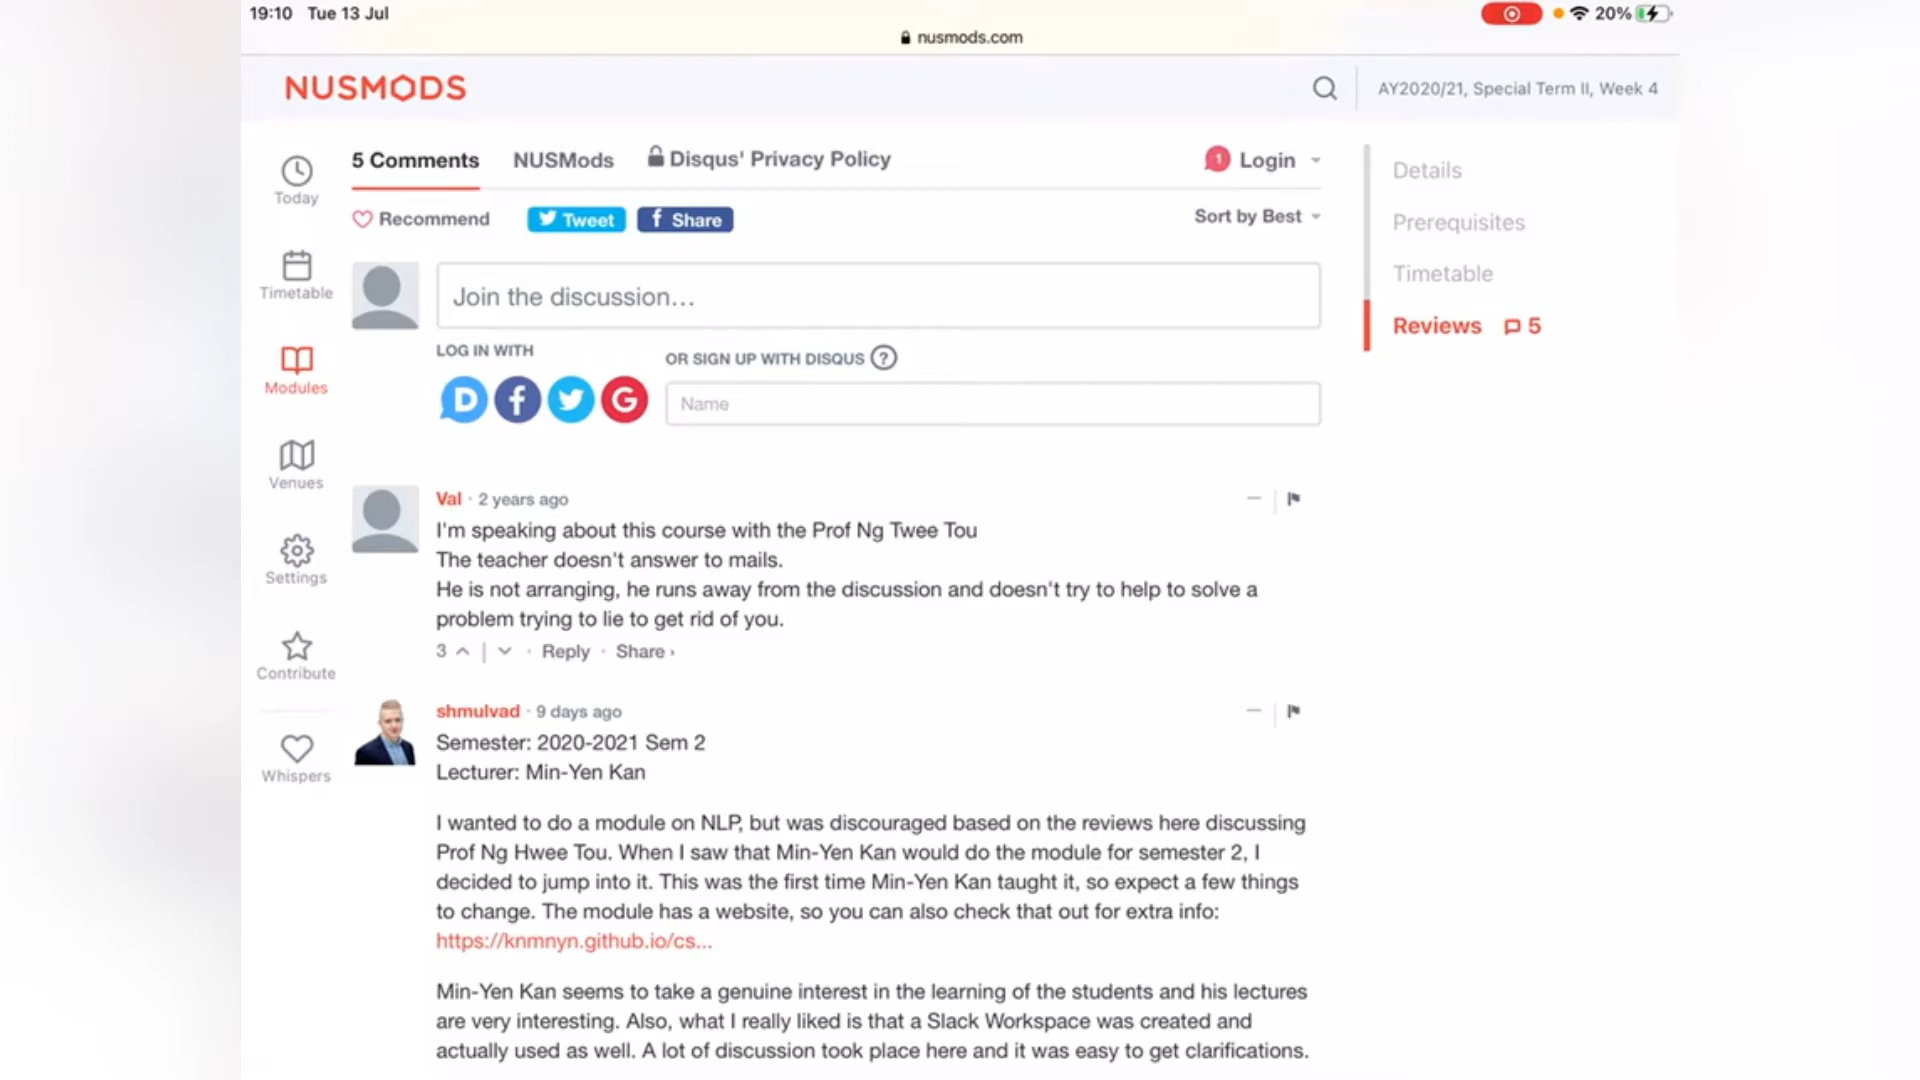 19:10 Tue 13 Jul
20%
nusmods.com
NUSMODS
AY2020/21, Special Term II, Week 4
Today
Timetable
Modules
Venues
Settings
Contribute
Whispers
5 Comments
NUSMods
Disqus' Privacy Policy
1
Login
Recommend
Tweet
f Share
Sort by Best
Join the discussion...
LOG IN WITH
OR SIGN UP WITH DISQUS ?
D f G
Name
Val · 2 years ago
I'm speaking about this course with the Prof Ng Twee Tou
The teacher doesn't answer to mails.
He is not arranging, he runs away from the discussion and doesn't try to help to solve a
problem trying to lie to get rid of you.
3 · Reply · Share ›
shmulvad · 9 days ago
Semester: 2020-2021 Sem 2
Lecturer: Min-Yen Kan
I wanted to do a module on NLP, but was discouraged based on the reviews here discussing
Prof Ng Hwee Tou. When I saw that Min-Yen Kan would do the module for semester 2, I
decided to jump into it. This was the first time Min-Yen Kan taught it, so expect a few things
to change. The module has a website, so you can also check that out for extra info:
https://knmnyn.github.io/cs...
Min-Yen Kan seems to take a genuine interest in the learning of the students and his lectures
are very interesting. Also, what I really liked is that a Slack Workspace was created and
actually used as well. A lot of discussion took place here and it was easy to get clarifications.
Details
Prerequisites
Timetable
Reviews 5